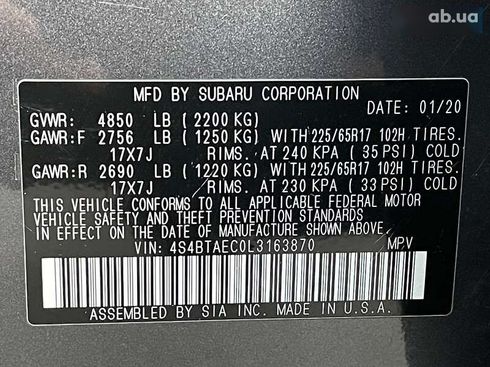 ab.ua
MFD BY SUBARU CORPORATION
DATE: 01/20
GVWR: 4850 LB ( 2200 KG)
GAWR:F 2756 LB ( 1250 KG) WITH 225/65R17 102H TIRES.
17X7J RIMS. AT 240 KPA ( 35 PSI) COLD
GAWR:R 2690 LB ( 1220 KG) WITH 225/65R17 102H TIRES.
17X7J RIMS. AT 230 KPA ( 33 PSI) COLD
THIS VEHICLE CONFORMS TO ALL APPLICABLE FEDERAL MOTOR
VEHICLE SAFETY AND THEFT PREVENTION STANDARDS IN EFFECT
ON THE DATE OF MANUFACTURE SHOWN ABOVE.
VIN: 4S4BTAEC0L3163870 MPV
ASSEMBLED BY SIA INC. MADE IN U.S.A.